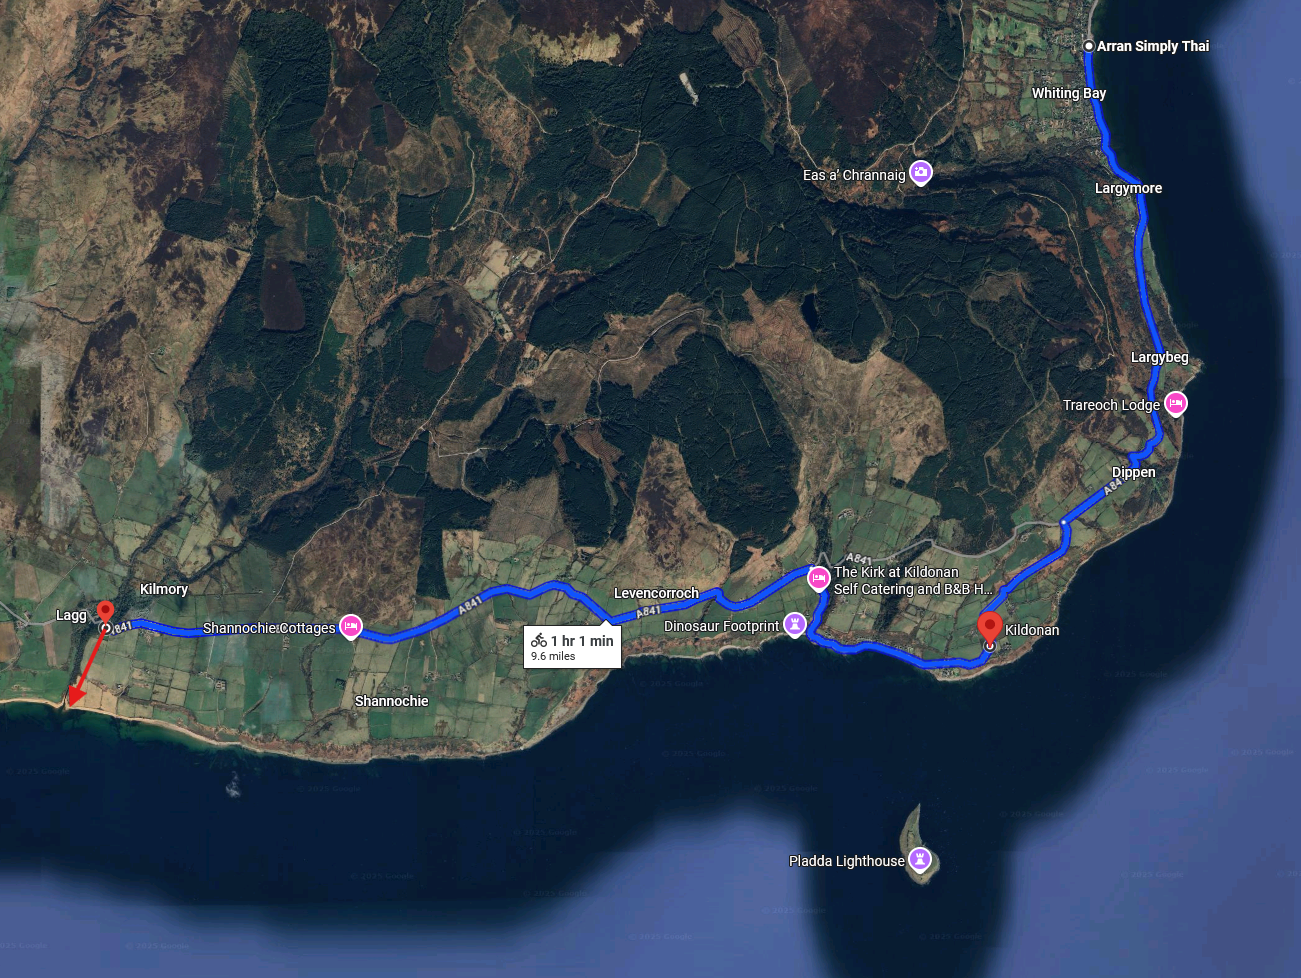 Arran Simply Thai
Whiting Bay
Eas a' Chrannaig
Largymore
Largybeg
Trareoch Lodge
Dippen
A841
A841
The Kirk at Kildonan
Self Catering and B&B H...
Kilmory
Levencorroch
A841
A841
Lagg
A841
Shannochie Cottages
Dinosaur Footprint
Kildonan
1 hr 1 min
9.6 miles
Shannochie
Pladda Lighthouse
© 2025 Google